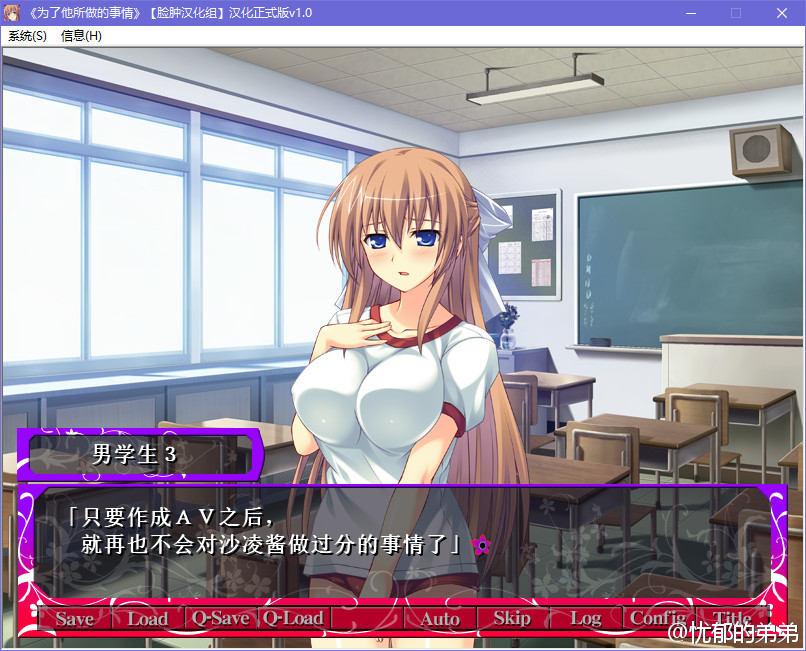 《为了他所做的事情》【脸肿汉化组】汉化正式版v1.0
系统(S) 信息(H)
男学生３
「只要作成ＡＶ之后，
就再也不会对沙凌酱做过分的事情了」
Save Load Q-Save Q-Load Auto Skip Log Config Title
@忧郁的弟弟